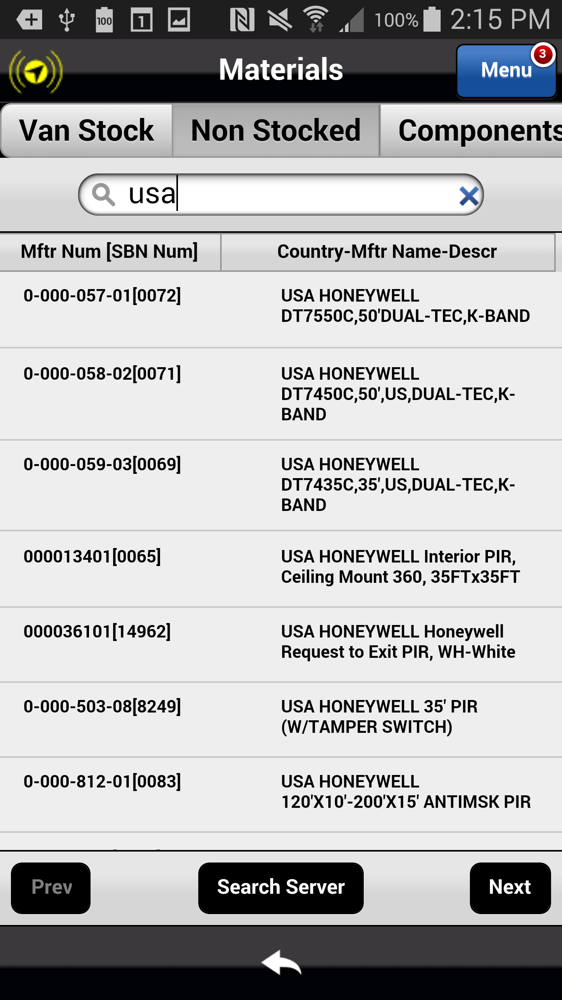 100
1
100%
2:15 PM
Materials
Menu
3
Van Stock
Non Stocked
Components
usa
Mftr Num [SBN Num]
Country-Mftr Name-Descr
0-000-057-01[0072]
USA HONEYWELL
DT7550C,50'DUAL-TEC,K-BAND
0-000-058-02[0071]
USA HONEYWELL
DT7450C,50',US,DUAL-TEC,K-
BAND
0-000-059-03[0069]
USA HONEYWELL
DT7435C,35',US,DUAL-TEC,K-
BAND
000013401[0065]
USA HONEYWELL Interior PIR,
Ceiling Mount 360, 35FTx35FT
000036101[14962]
USA HONEYWELL Honeywell
Request to Exit PIR, WH-White
0-000-503-08[8249]
USA HONEYWELL 35' PIR
(W/TAMPER SWITCH)
0-000-812-01[0083]
USA HONEYWELL
120'X10'-200'X15' ANTIMSK PIR
Prev
Search Server
Next